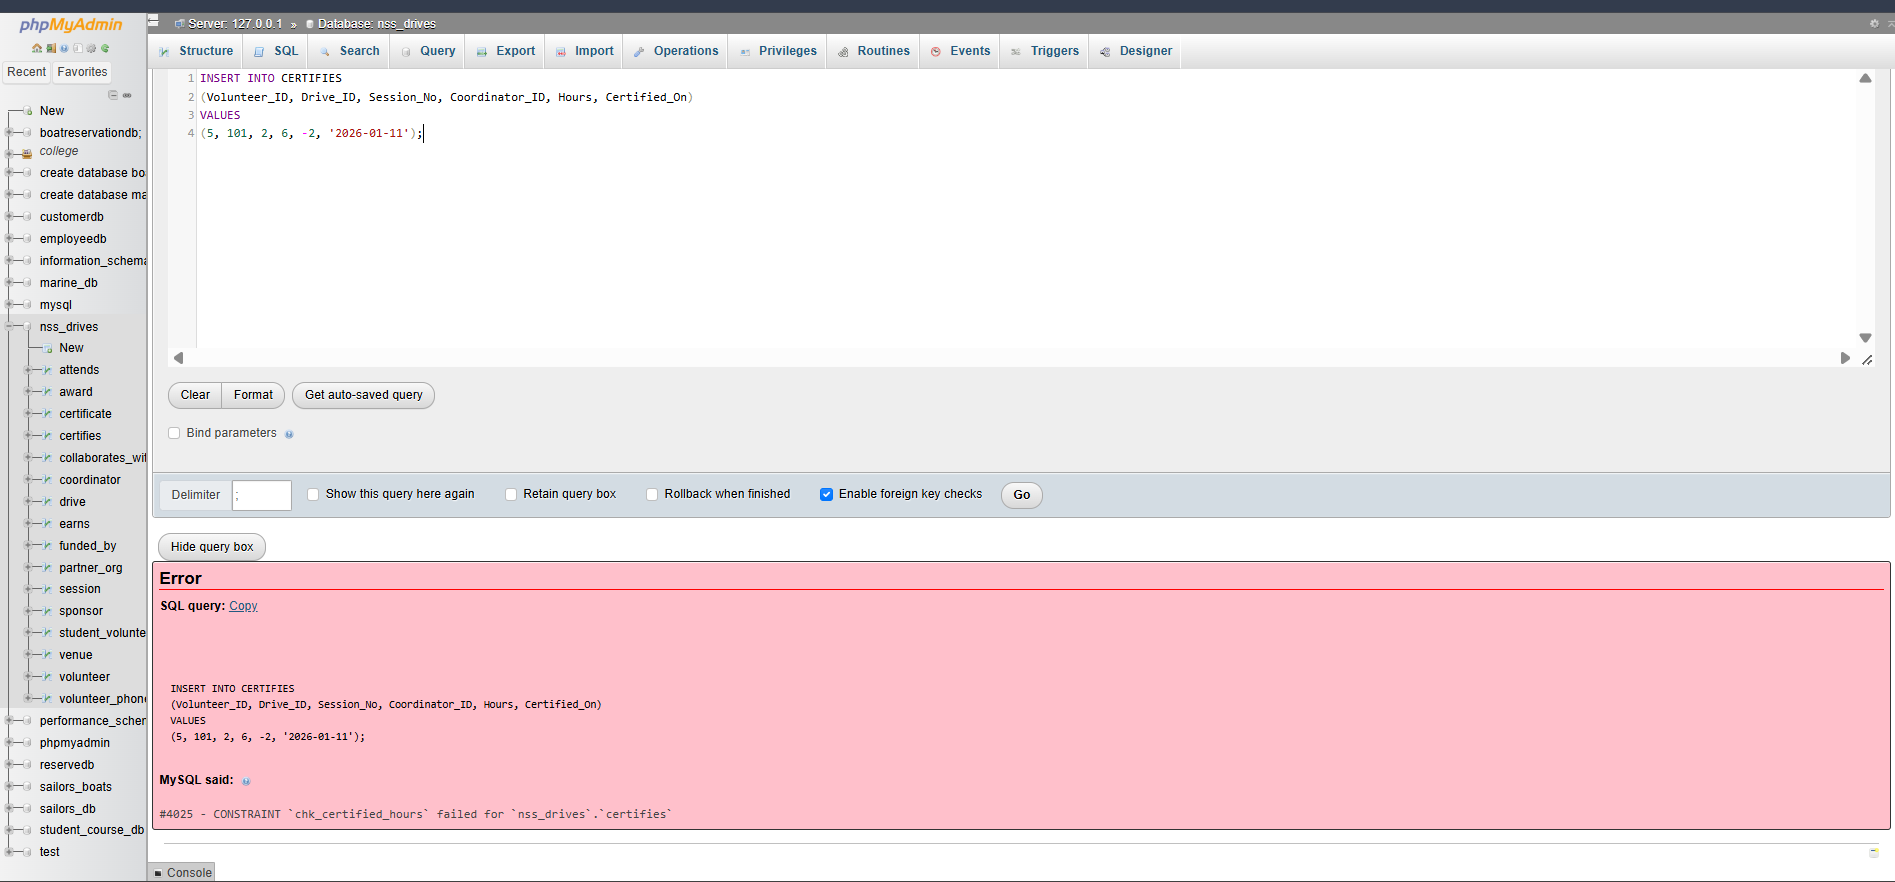 phpMyAdmin
Recent Favorites
New
boatreservationdb;
college
create database bo
create database ma
customerdb
employeedb
information_schema
marine_db
mysql
nss_drives
New
attends
award
certificate
certifies
collaborates_wit
coordinator
drive
earns
funded_by
partner_org
session
sponsor
student_volunte
venue
volunteer
volunteer_phone
performance_schem
phpmyadmin
reservedb
sailors_boats
sailors_db
student_course_db
test
Server: 127.0.0.1 » Database: nss_drives
Structure SQL Search Query Export Import Operations Privileges Routines Events Triggers Designer
1 INSERT INTO CERTIFIES
2 (Volunteer_ID, Drive_ID, Session_No, Coordinator_ID, Hours, Certified_On)
3 VALUES
4 (5, 101, 2, 6, -2, '2026-01-11');
Clear Format Get auto-saved query
Bind parameters
Delimiter ; Show this query here again Retain query box Rollback when finished Enable foreign key checks Go
Hide query box
Error
SQL query: Copy
INSERT INTO CERTIFIES
(Volunteer_ID, Drive_ID, Session_No, Coordinator_ID, Hours, Certified_On)
VALUES
(5, 101, 2, 6, -2, '2026-01-11');
MySQL said:
#4025 - CONSTRAINT `chk_certified_hours` failed for `nss_drives`.`certifies`
Console